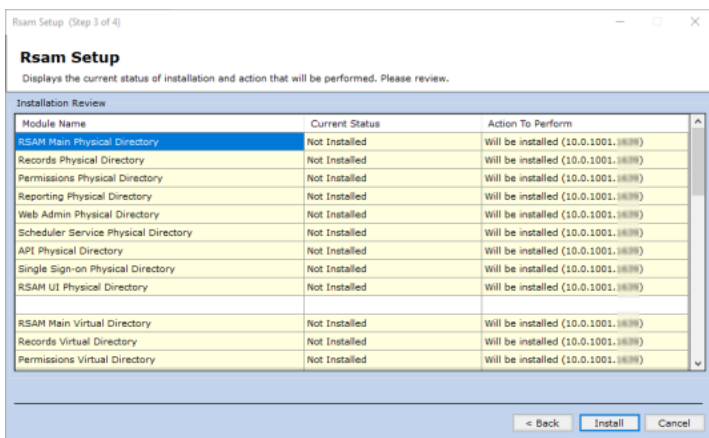 Rsam Setup (Step 3 of 4)
Rsam Setup
Displays the current status of installation and action that will be performed. Please review.
Installation Review
Module Name Current Status Action To Perform
RSAM Main Physical Directory Not Installed Will be installed (10.0.1001. )
Records Physical Directory Not Installed Will be installed (10.0.1001. )
Permissions Physical Directory Not Installed Will be installed (10.0.1001. )
Reporting Physical Directory Not Installed Will be installed (10.0.1001. )
Web Admin Physical Directory Not Installed Will be installed (10.0.1001. )
Scheduler Service Physical Directory Not Installed Will be installed (10.0.1001. )
API Physical Directory Not Installed Will be installed (10.0.1001. )
Single Sign-on Physical Directory Not Installed Will be installed (10.0.1001. )
RSAM UI Physical Directory Not Installed Will be installed (10.0.1001. )
RSAM Main Virtual Directory Not Installed Will be installed (10.0.1001. )
Records Virtual Directory Not Installed Will be installed (10.0.1001. )
Permissions Virtual Directory Not Installed Will be installed (10.0.1001. )
< Back Install Cancel